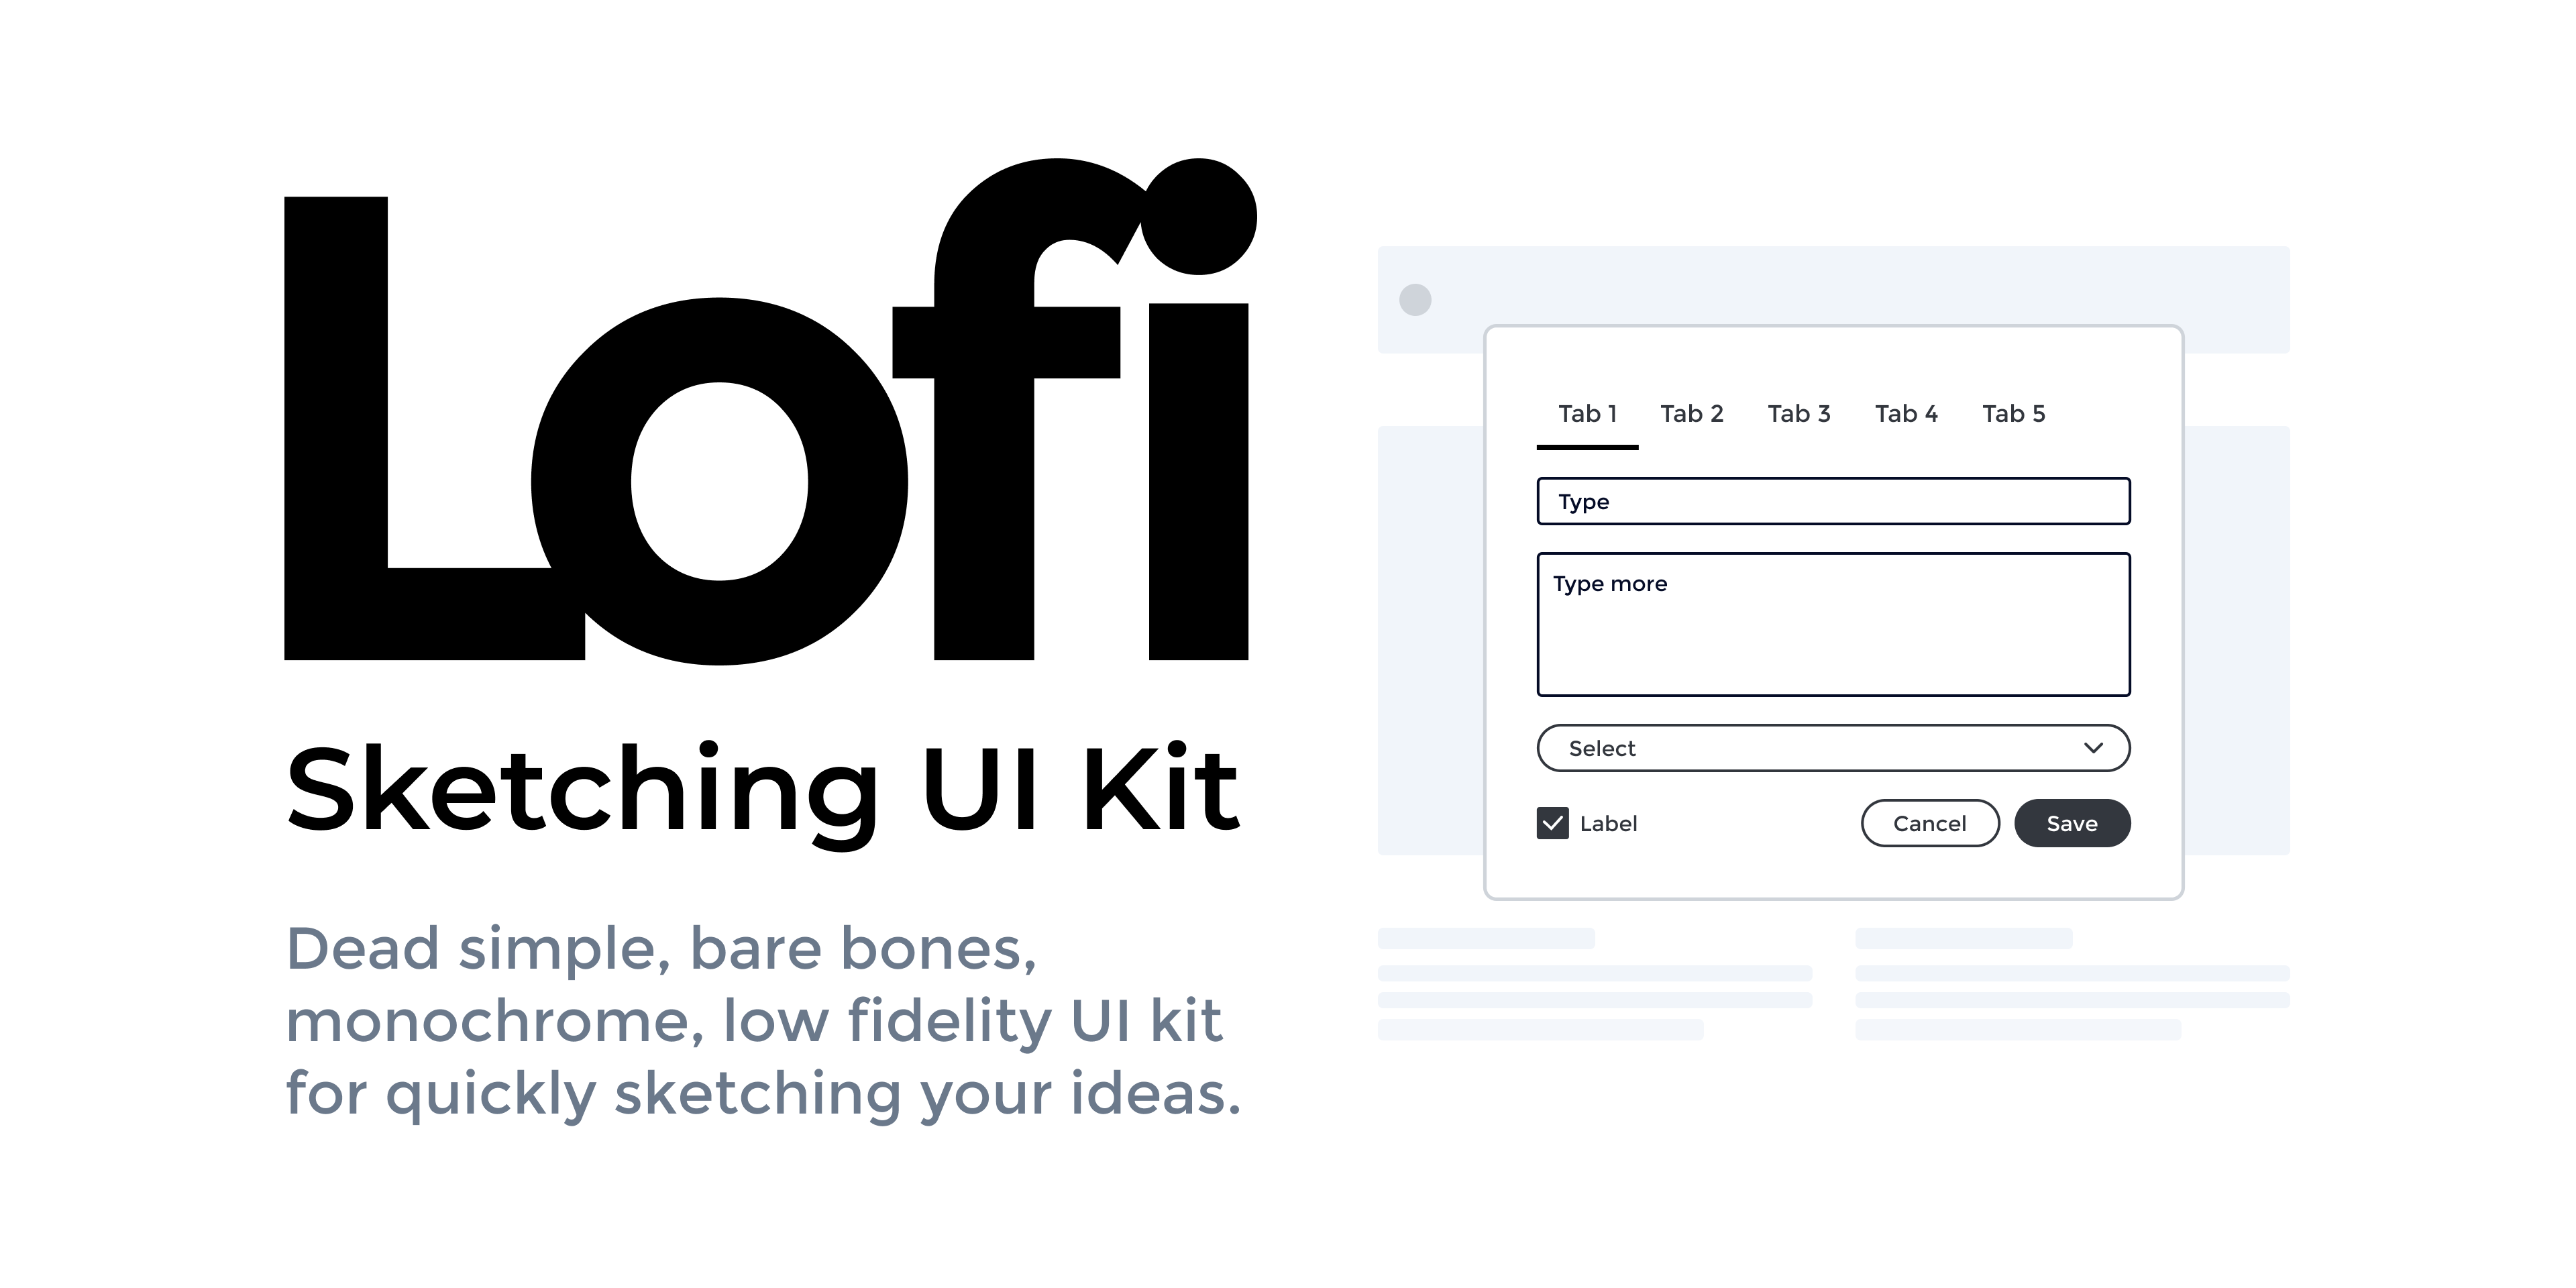 Lofi
Sketching UI Kit
Dead simple, bare bones,
monochrome, low fidelity UI kit
for quickly sketching your ideas.
Tab 1 Tab 2 Tab 3 Tab 4 Tab 5
Type
Type more
Select
Label Cancel Save